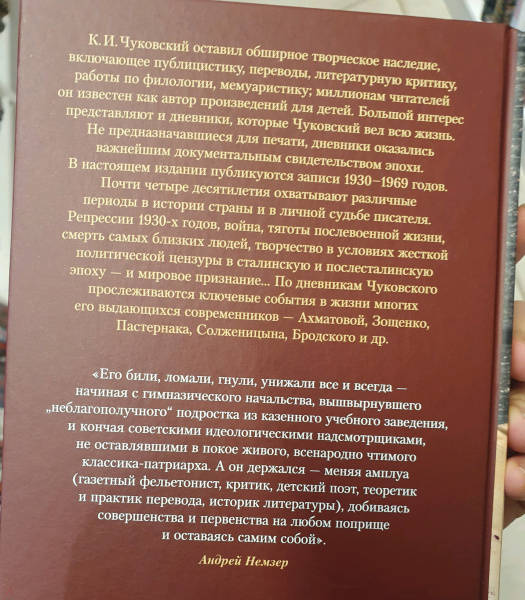 К. И. Чуковский оставил обширное творческое наследие,
включающее публицистику, переводы, литературную критику,
работы по филологии, мемуаристику; миллионам читателей
он известен как автор произведений для детей. Большой интерес
представляют и дневники, которые Чуковский вел всю жизнь.
Не предназначавшиеся для печати, дневники оказались
важнейшим документальным свидетельством эпохи.
В настоящем издании публикуются записи 1930–1969 годов.
Почти четыре десятилетия охватывают различные
периоды в истории страны и в личной судьбе писателя.
Репрессии 1930-х годов, война, тяготы послевоенной жизни,
смерть самых близких людей, творчество в условиях жесткой
политической цензуры в сталинскую и послесталинскую
эпоху — и мировое признание... По дневникам Чуковского
прослеживаются ключевые события в жизни многих
его выдающихся современников — Ахматовой, Зощенко,
Пастернака, Солженицына, Бродского и др.
«Его били, ломали, гнули, унижали все и всегда —
начиная с гимназического начальства, вышвырнувшего
„неблагополучного“ подростка из казенного учебного заведения,
и кончая советскими идеологическими надсмотрщиками,
не оставлявшими в покое живого, всенародно чтимого
классика-патриарха. А он держался — меняя амплуа
(газетный фельетонист, критик, детский поэт, теоретик
и практик перевода, историк литературы), добиваясь
совершенства и первенства на любом поприще
и оставаясь самим собой».
Андрей Немзер